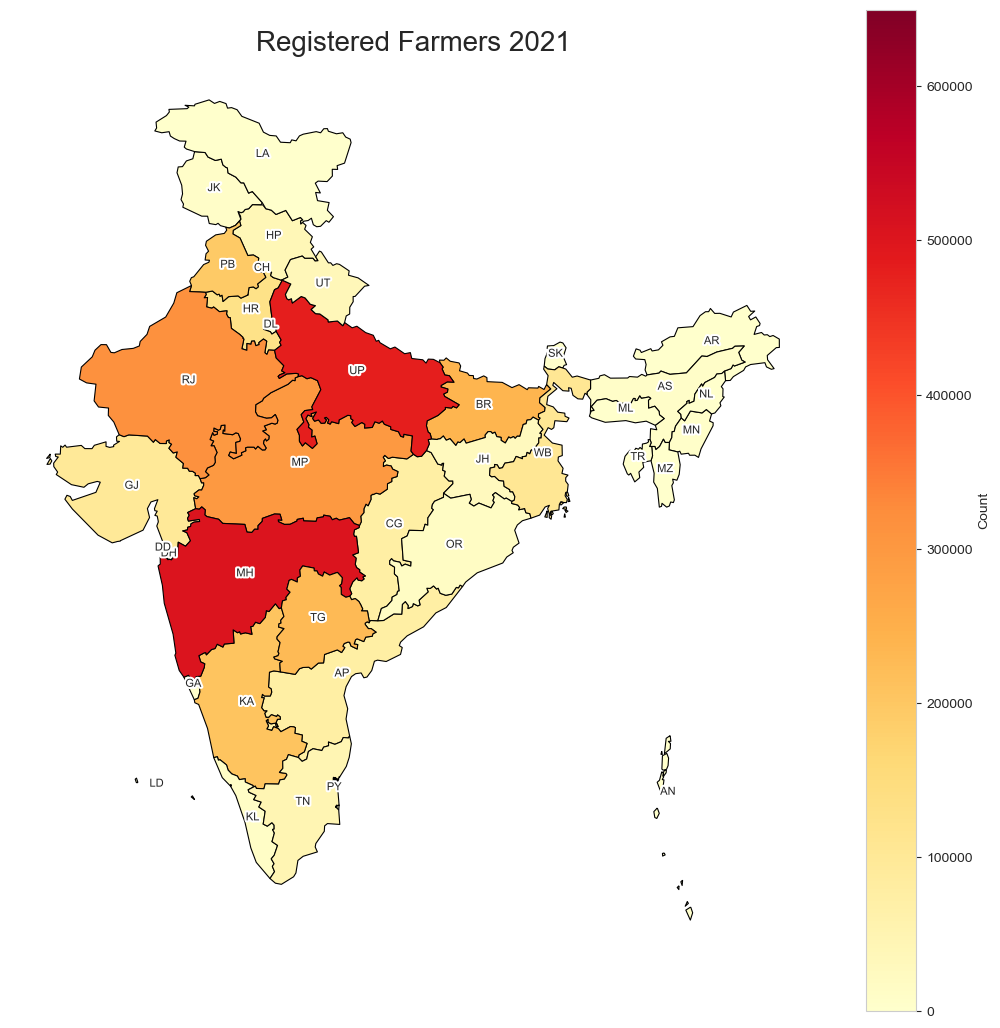 Registered Farmers 2021
LA
JK
HP
PB
CH
UT
HR
DL
RJ
UP
SK
AR
AS
NL
ML
MN
BR
TR
MZ
WB
JH
MP
GJ
CG
OR
DD
DH
MH
TG
AP
GA
KA
LD
PY
AN
TN
KL
600000
500000
400000
300000
200000
100000
0
Count